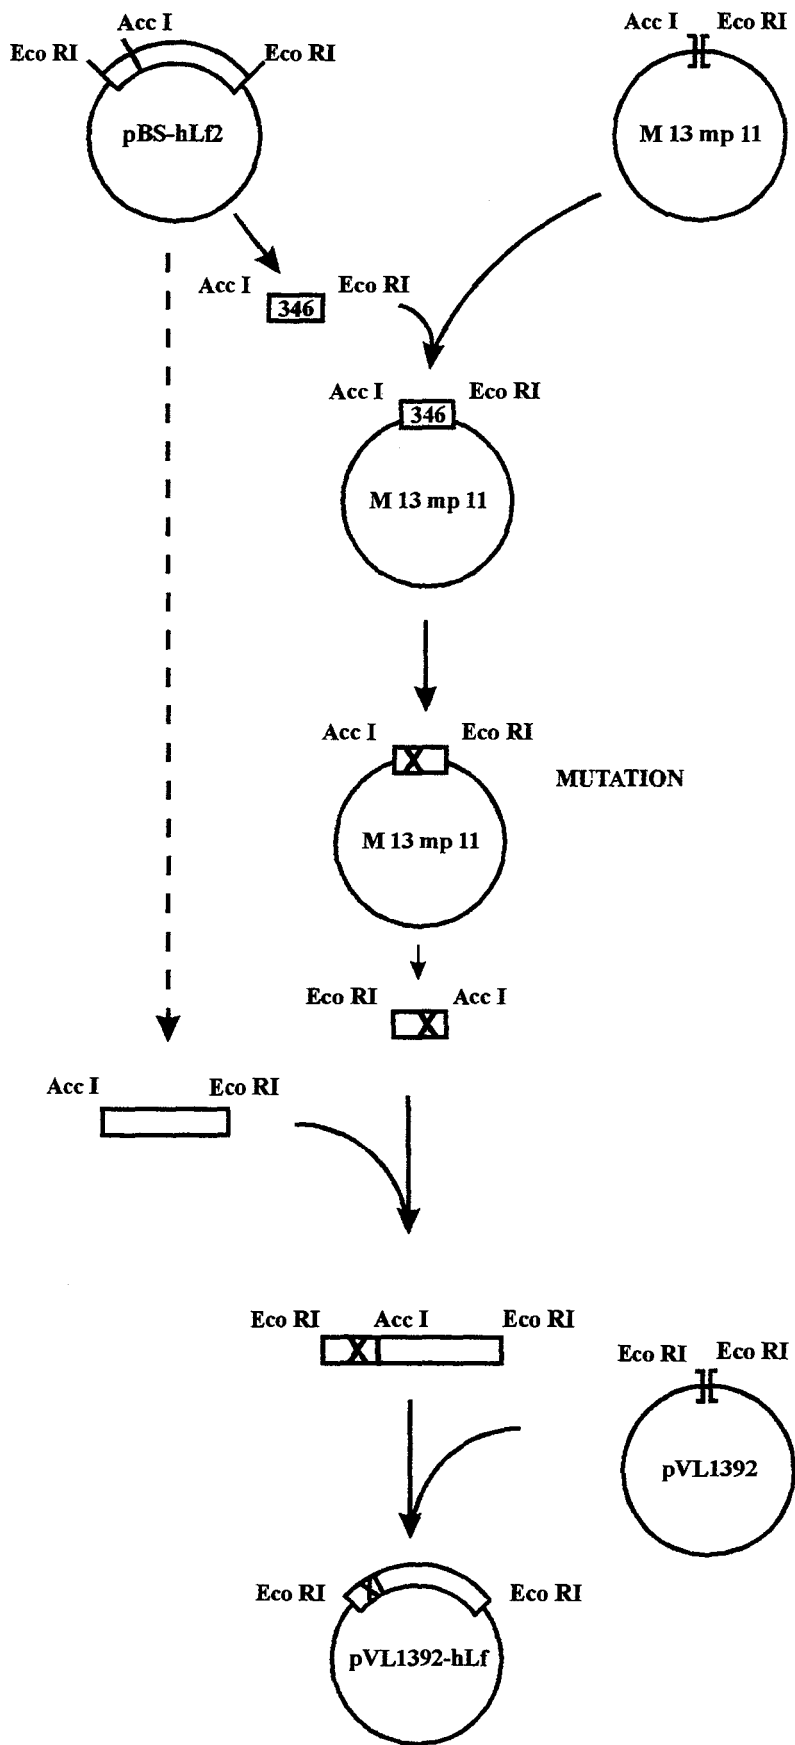 Acc I
Eco RI
Eco RI
pBS-hLf2
Acc I
Eco RI
M 13 mp 11
Acc I
Eco RI
346
Acc I
Eco RI
346
M 13 mp 11
Acc I
Eco RI
X
MUTATION
M 13 mp 11
Eco RI
Acc I
X
Acc I
Eco RI
Eco RI
Acc I
Eco RI
X
Eco RI
Eco RI
pVL1392
Eco RI
X
Eco RI
pVL1392-hLf